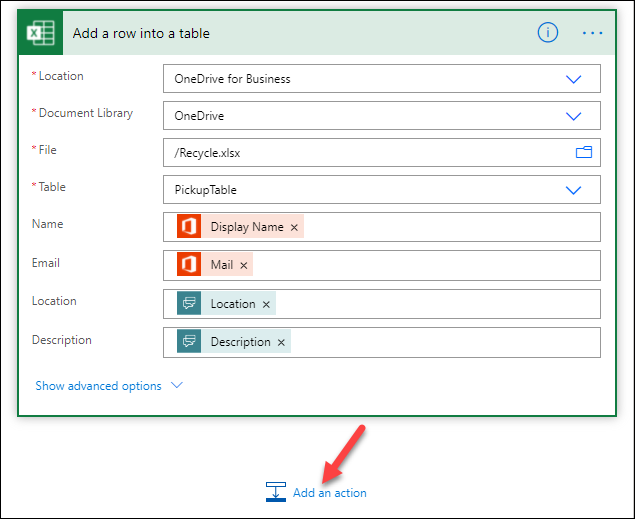 Add a row into a table
* Location OneDrive for Business
* Document Library OneDrive
* File /Recycle.xlsx
* Table PickupTable
Name Display Name ×
Email Mail ×
Location Location ×
Description Description ×
Show advanced options
Add an action